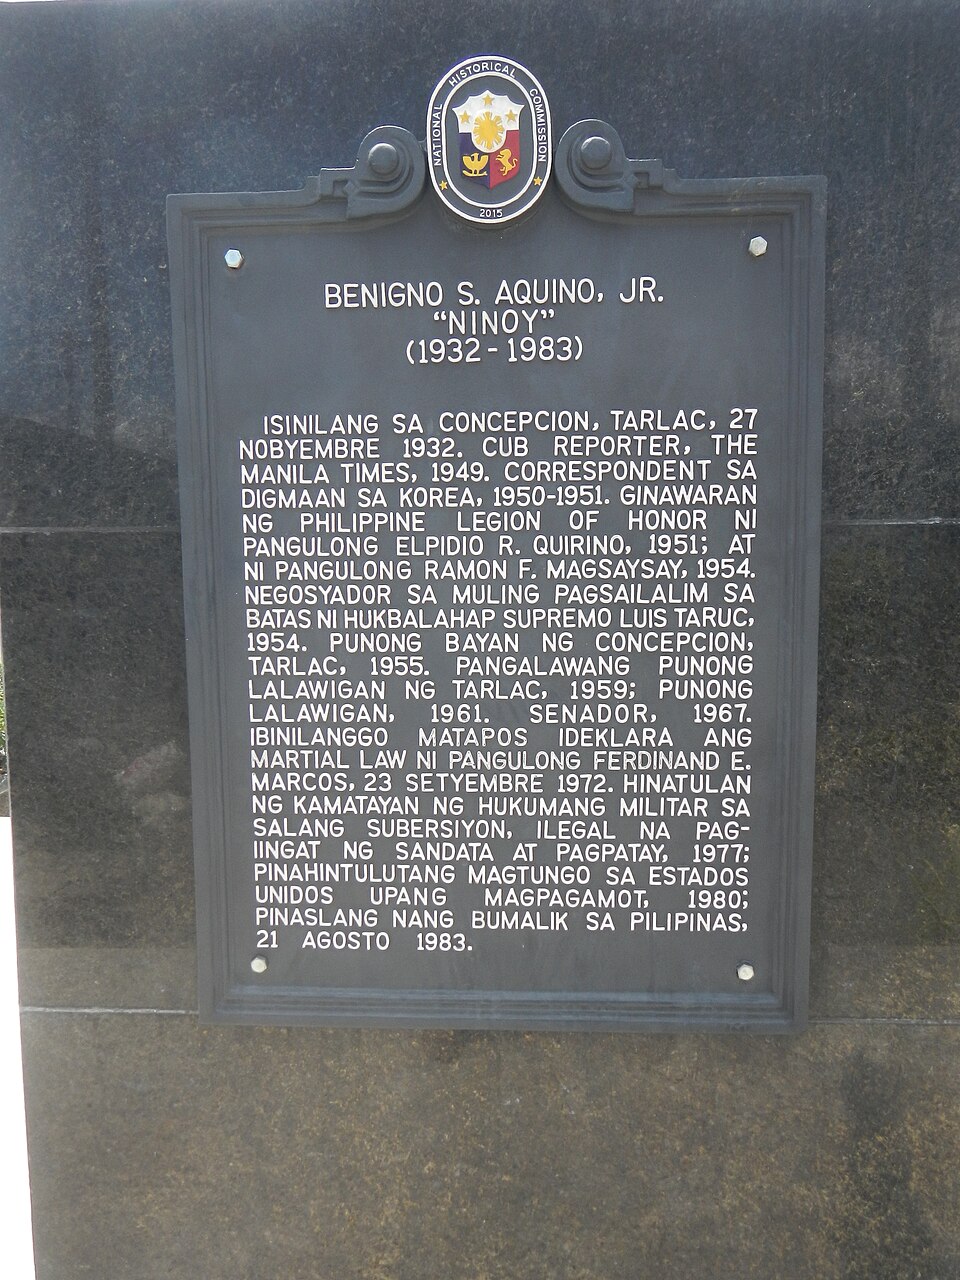 NATIONAL HISTORICAL COMMISSION
2015
BENIGNO S. AQUINO, JR.
“NINOY”
(1932 - 1983)
ISINILANG SA CONCEPCION, TARLAC, 27
NOBYEMBRE 1932. CUB REPORTER, THE
MANILA TIMES, 1949. CORRESPONDENT SA
DIGMAAN SA KOREA, 1950-1951. GINAWARAN
NG PHILIPPINE LEGION OF HONOR NI
PANGULONG ELPIDIO R. QUIRINO, 1951; AT
NI PANGULONG RAMON F. MAGSAYSAY, 1954.
NEGOSYADOR SA MULING PAGSAILALIM SA
BATAS NI HUKBALAHAP SUPREMO LUIS TARUC,
1954. PUNONG BAYAN NG CONCEPCION,
TARLAC, 1955. PANGALAWANG PUNONG
LALAWIGAN NG TARLAC, 1959; PUNONG
LALAWIGAN, 1961. SENADOR, 1967.
IBINILANGGO MATAPOS IDEKLARA ANG
MARTIAL LAW NI PANGULONG FERDINAND E.
MARCOS, 23 SETYEMBRE 1972. HINATULAN
NG KAMATAYAN NG HUKUMANG MILITAR SA
SALANG SUBERSIYON, ILEGAL NA PAG-
IINGAT NG SANDATA AT PAGPATAY, 1977;
PINAHINTULUTANG MAGTUNGO SA ESTADOS
UNIDOS UPANG MAGPAGAMOT, 1980;
PINASLANG NANG BUMALIK SA PILIPINAS,
21 AGOSTO 1983.